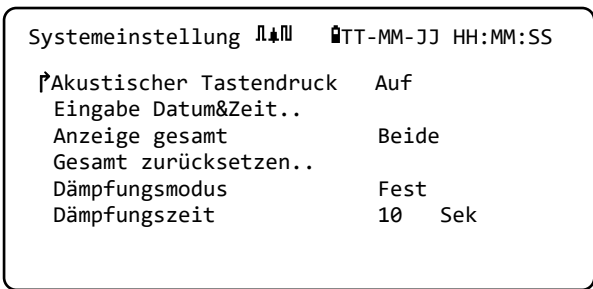 Systemeinstellung TT-MM-JJ HH:MM:SS
Akustischer Tastendruck Auf
Eingabe Datum&Zeit..
Anzeige gesamt Beide
Gesamt zurücksetzen..
Dämpfungsmodus Fest
Dämpfungszeit 10 Sek